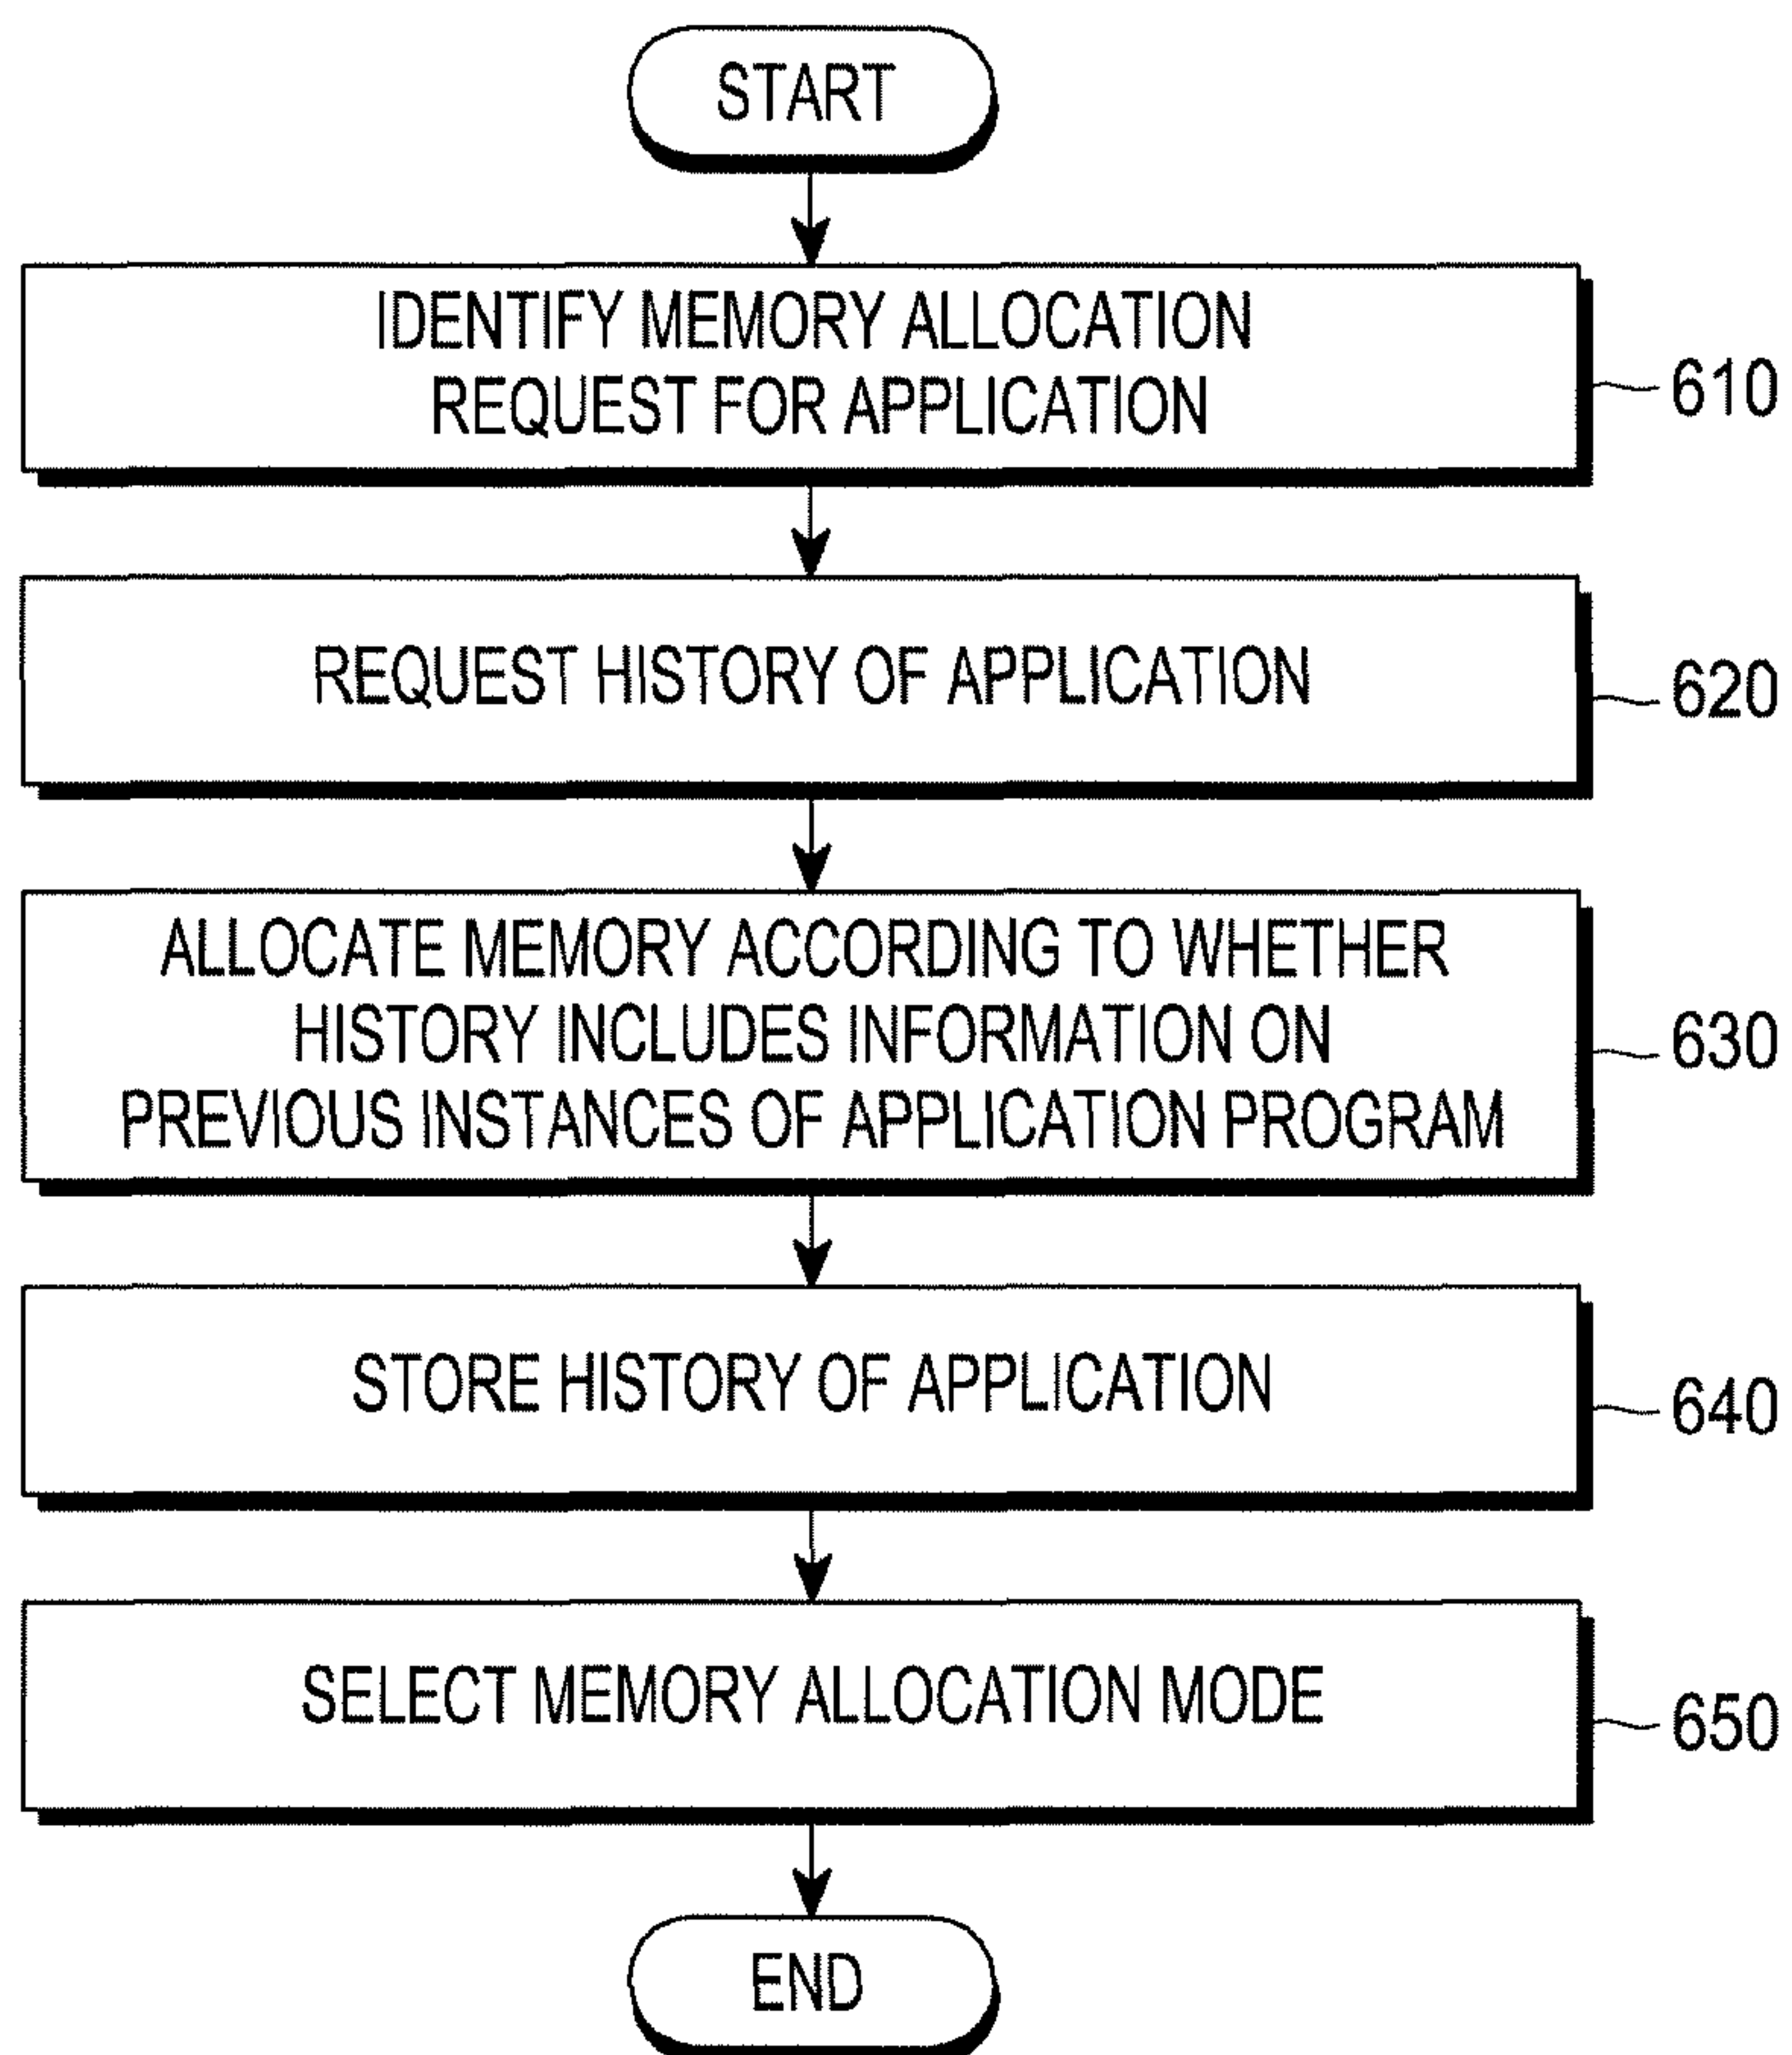 START
IDENTIFY MEMORY ALLOCATION
REQUEST FOR APPLICATION
610
REQUEST HISTORY OF APPLICATION
620
ALLOCATE MEMORY ACCORDING TO WHETHER
HISTORY INCLUDES INFORMATION ON
PREVIOUS INSTANCES OF APPLICATION PROGRAM
630
STORE HISTORY OF APPLICATION
640
SELECT MEMORY ALLOCATION MODE
650
END